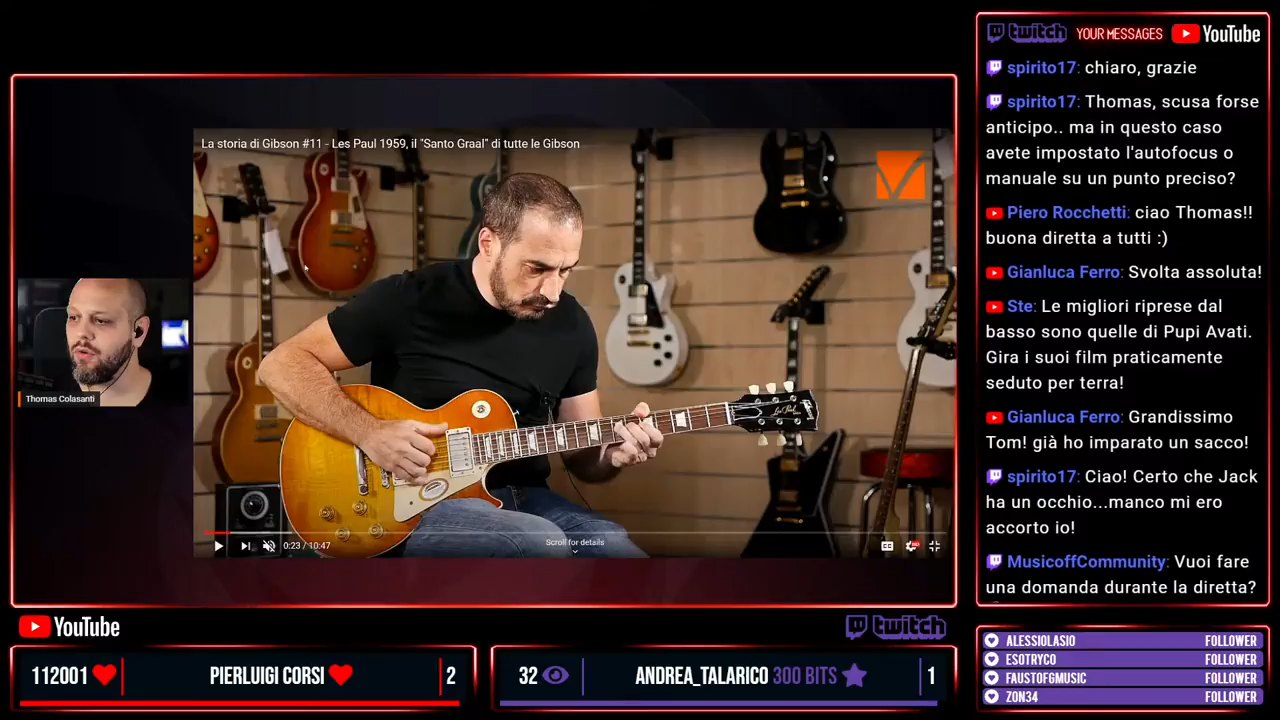 La storia di Gibson #11 - Les Paul 1959, il "Santo Graal" di tutte le Gibson
Les Paul
Thomas Colasanti
0:23 / 10:47
Scroll for details
YouTube
twitch
112001
PIERLUIGI CORSI
2
32
ANDREA_TALARICO 300 BITS
1
twitch YOUR MESSAGES YouTube
spirito17: chiaro, grazie
spirito17: Thomas, scusa forse
anticipo.. ma in questo caso
avete impostato l'autofocus o
manuale su un punto preciso?
Piero Rocchetti: ciao Thomas!!
buona diretta a tutti :)
Gianluca Ferro: Svolta assoluta!
Ste: Le migliori riprese dal
basso sono quelle di Pupi Avati.
Gira i suoi film praticamente
seduto per terra!
Gianluca Ferro: Grandissimo
Tom! già ho imparato un sacco!
spirito17: Ciao! Certo che Jack
ha un occhio...manco mi ero
accorto io!
MusicoffCommunity: Vuoi fare
una domanda durante la diretta?
ALESSIOLASIO FOLLOWER
ESOTRYCO FOLLOWER
FAUSTOFGMUSIC FOLLOWER
ZON34 FOLLOWER